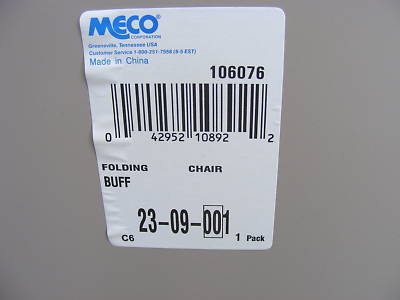 MECO
CORPORATION
Greeneville, Tennessee USA
Customer Service 1-800-251-7558 (8-5 EST)
Made in China
106076
0 42952 10892 2
FOLDING CHAIR
BUFF
23-09-001
C6 1 Pack